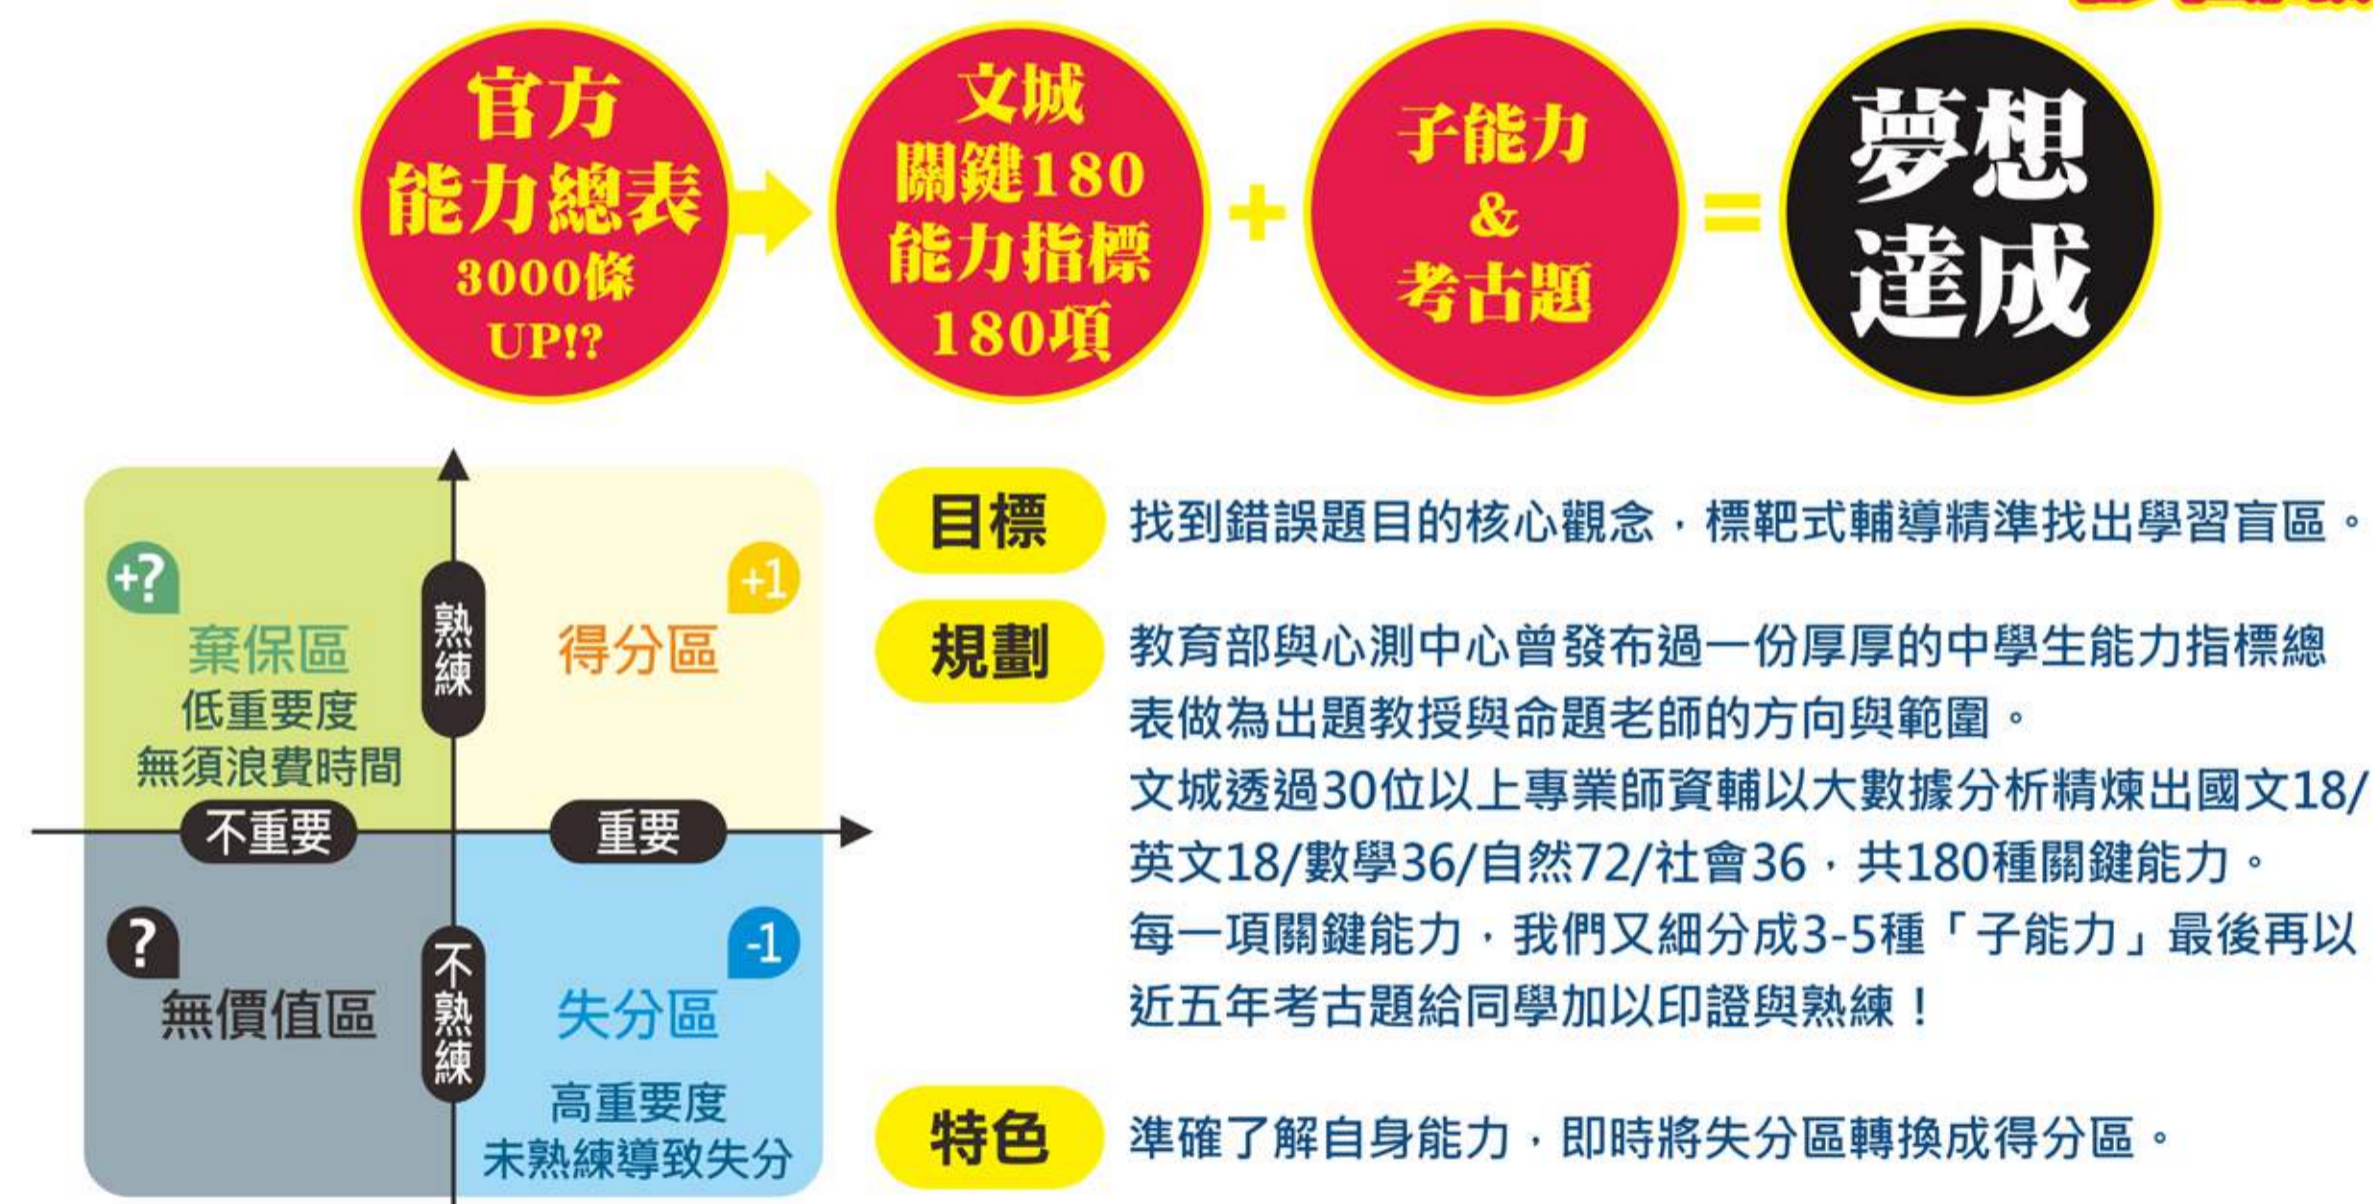 官方
能力總表
3000條
UP!?
文城
關鍵180
能力指標
180項
+
子能力
&
考古題
=
夢想
達成
+?
棄保區
低重要度
無須浪費時間
+1
得分區
熟練
不重要
重要
?
無價值區
不熟練
-1
失分區
高重要度
未熟練導致失分
目標
找到錯誤題目的核心觀念，標靶式輔導精準找出學習盲區。
規劃
教育部與心測中心曾發布過一份厚厚的中學生能力指標總
表做為出題教授與命題老師的方向與範圍。
文城透過30位以上專業師資輔以大數據分析精煉出國文18/
英文18/數學36/自然72/社會36，共180種關鍵能力。
每一項關鍵能力，我們又細分成3-5種「子能力」最後再以
近五年考古題給同學加以印證與熟練！
特色
準確了解自身能力，即時將失分區轉換成得分區。